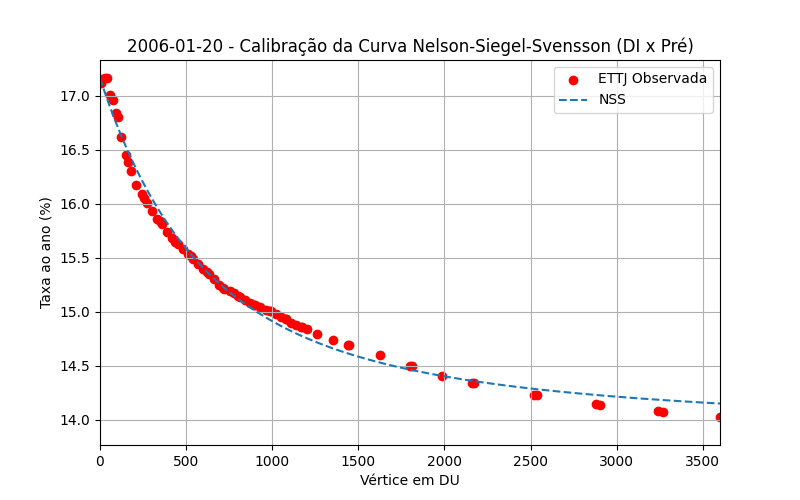 2006-01-20 - Calibração da Curva Nelson-Siegel-Svensson (DI x Pré)
ETTJ Observada
NSS
Taxa ao ano (%)
17.0
16.5
16.0
15.5
15.0
14.5
14.0
0 500 1000 1500 2000 2500 3000 3500
Vértice em DU